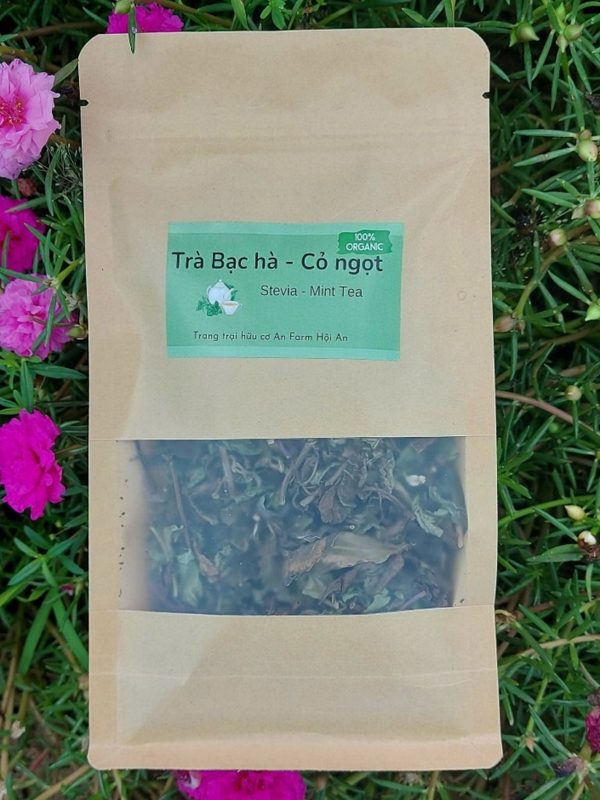 100%
ORGANIC
Trà Bạc hà - Cỏ ngọt
Stevia - Mint Tea
Trang trại hữu cơ An Farm Hội An